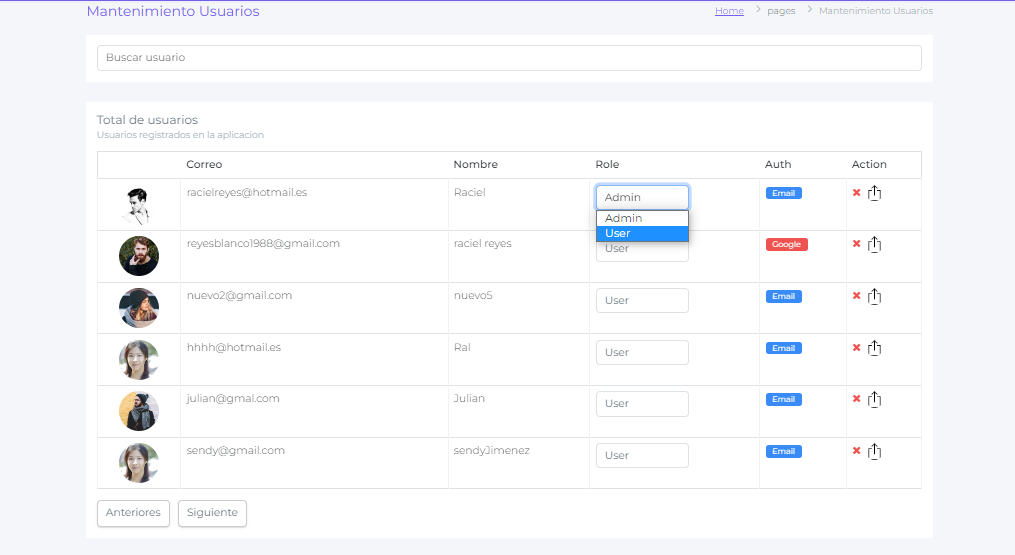 Mantenimiento Usuarios
Home > pages > Mantenimiento Usuarios
Buscar usuario
Total de usuarios
Usuarios registrados en la aplicacion
Correo Nombre Role Auth Action
racielreyes@hotmail.es Raciel Admin Email
Admin
User
reyesblanco1988@gmail.com raciel reyes User Google
nuevo2@gmail.com nuevo5 User Email
hhhh@hotmail.es Ral User Email
julian@gmal.com Julian User Email
sendy@gmail.com sendyJimenez User Email
Anteriores Siguiente